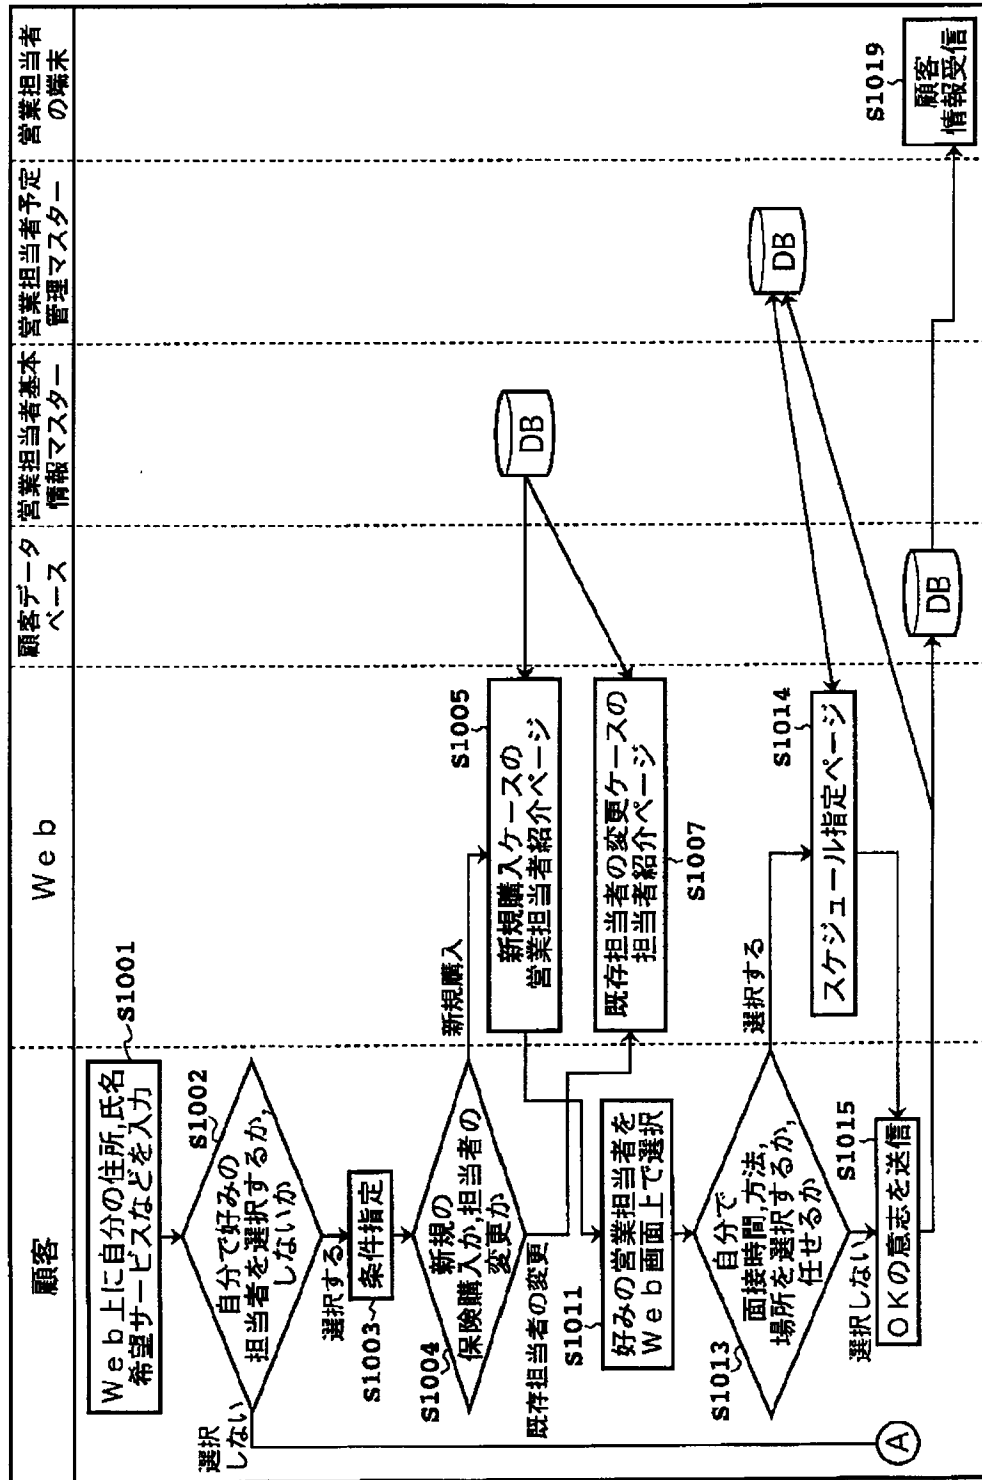 顧客
Web
顧客データ
ベース
営業担当者基本
情報マスター
営業担当者予定
管理マスター
営業担当者
の端末
S1001
Web上に自分の住所,氏名
希望サービスなどを入力
S1002
自分で好みの
担当者を選択するか,
しないか
選択
しない
選択する
S1003
条件指定
S1004
新規の
保険購入か,担当者の
変更か
新規購入
既存担当者の変更
S1005
新規購入ケースの
営業担当者紹介ページ
DB
既存担当者の変更ケースの
担当者紹介ページ
S1007
S1011
好みの営業担当者を
Web画面上で選択
S1013
自分で
面接時間,方法,
場所を選択するか,
任せるか
選択する
選択しない
S1014
スケジュール指定ページ
DB
S1015
OKの意志を送信
DB
S1019
顧客
情報受信
A